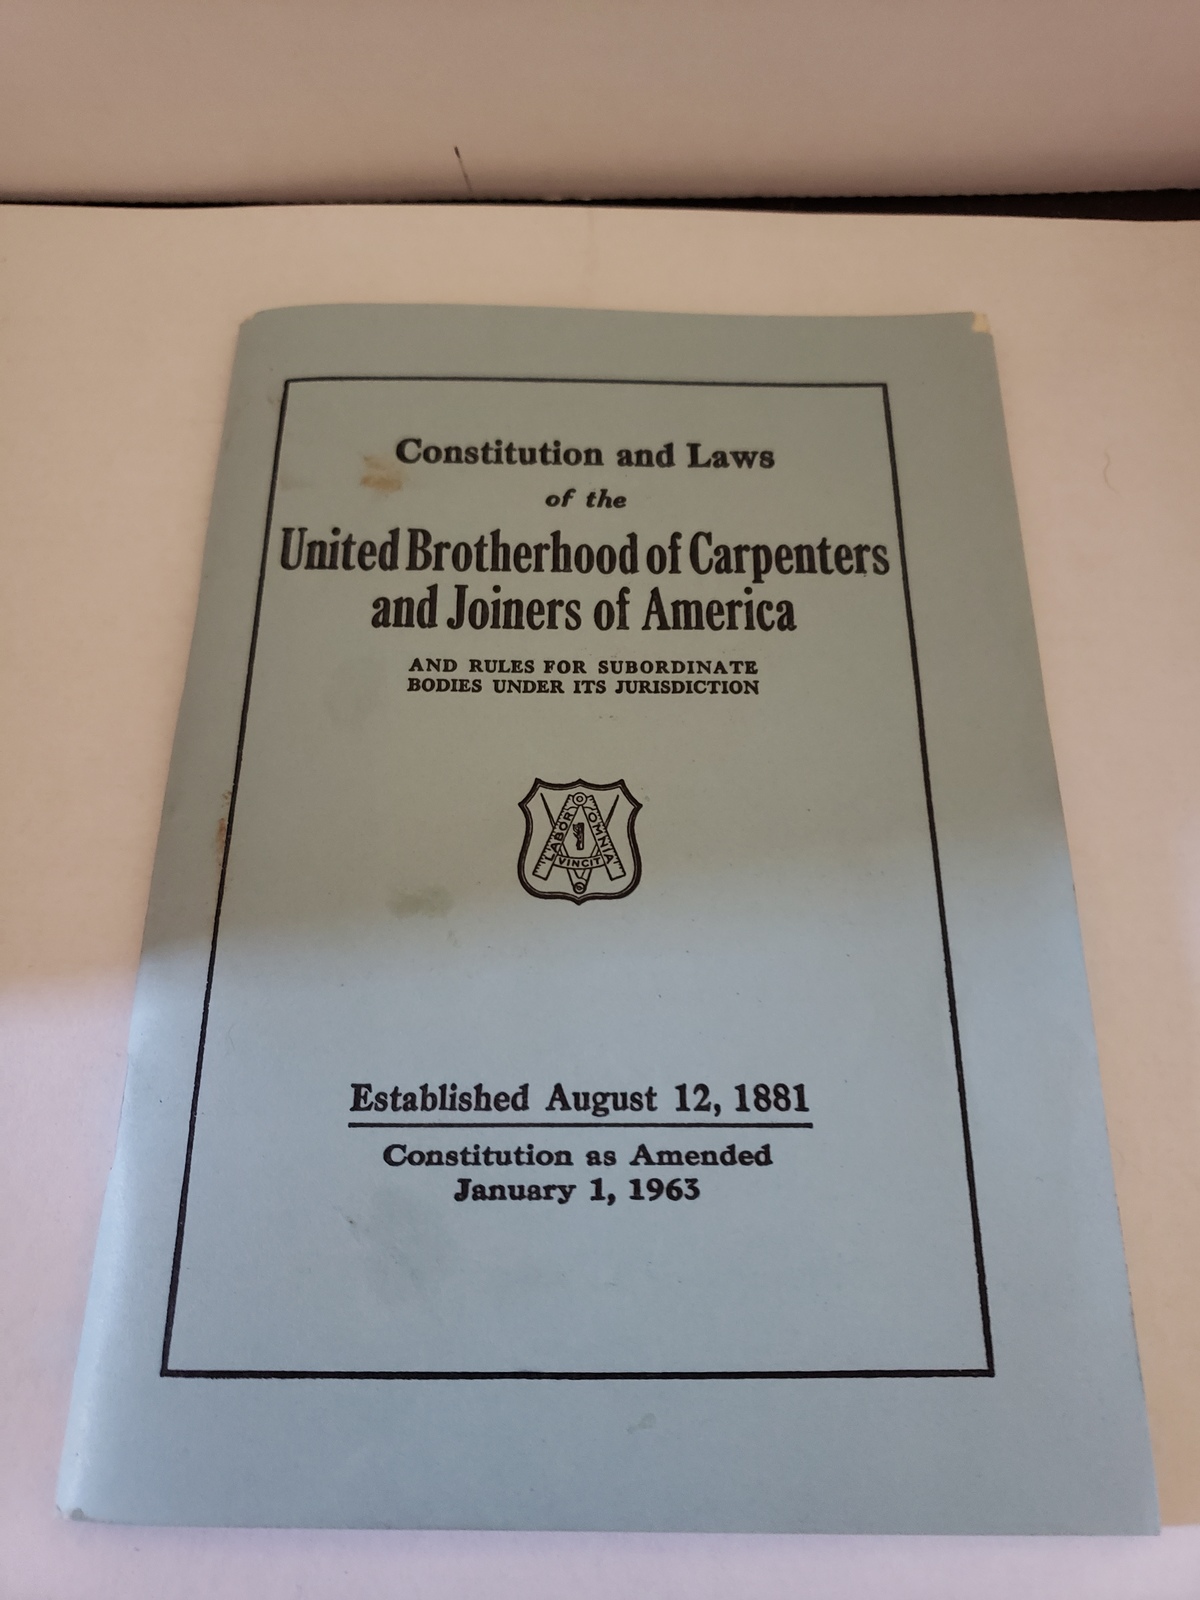 Constitution and Laws
of the
United Brotherhood of Carpenters
and Joiners of America
AND RULES FOR SUBORDINATE
BODIES UNDER ITS JURISDICTION
LABOR OMNIA
VINCIT
Established August 12, 1881
Constitution as Amended
January 1, 1963